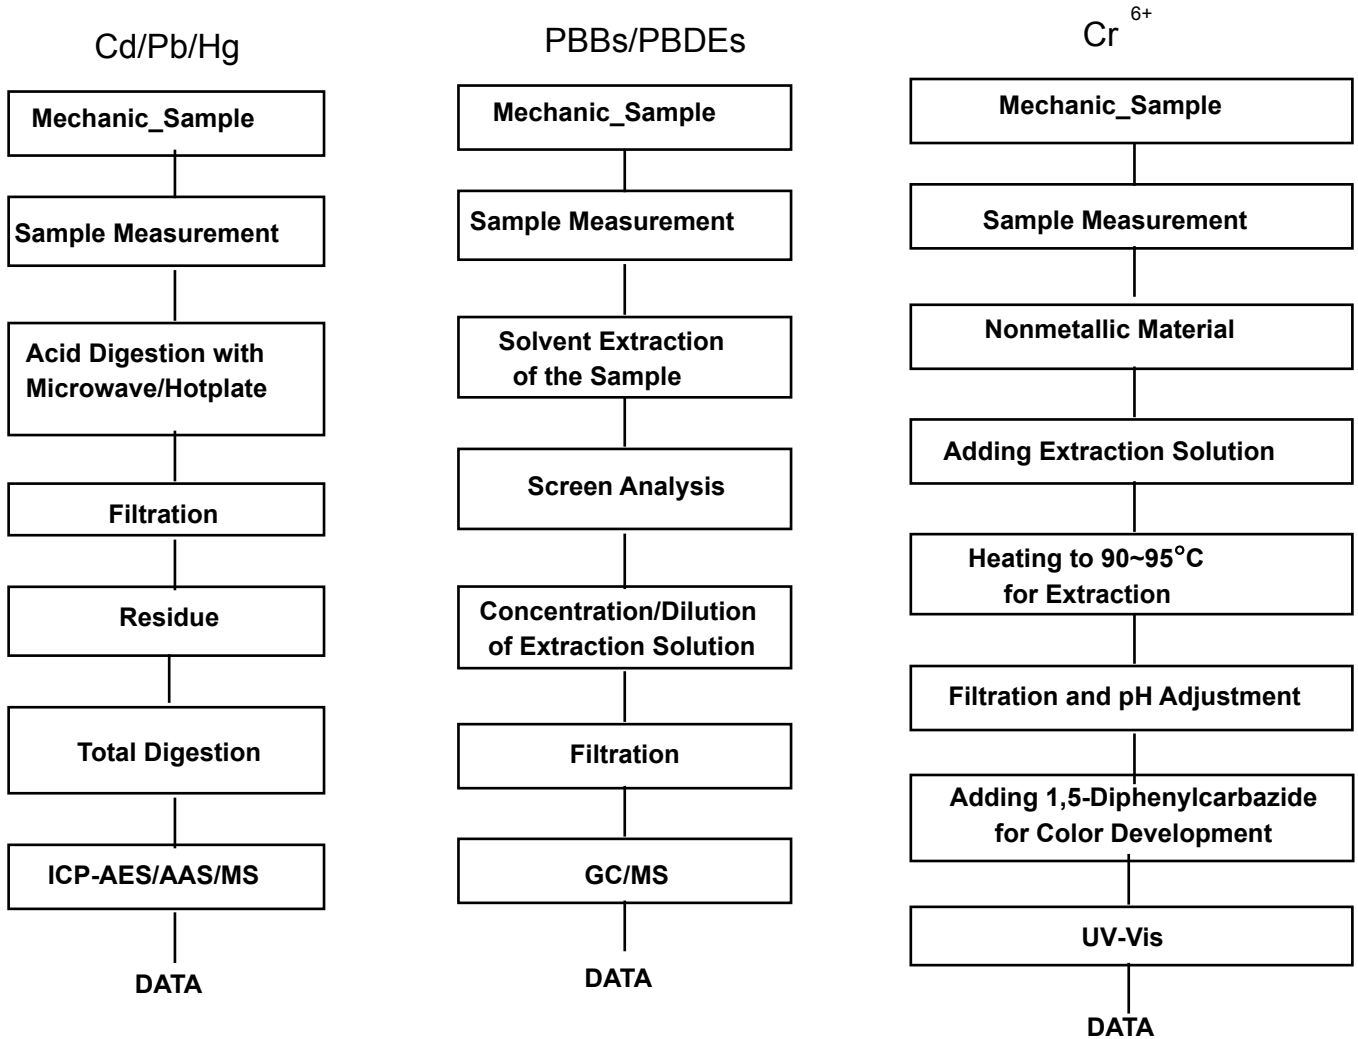 Cd/Pb/Hg
Mechanic_Sample
Sample Measurement
Acid Digestion with
Microwave/Hotplate
Filtration
Residue
Total Digestion
ICP-AES/AAS/MS
DATA
PBBs/PBDEs
Mechanic_Sample
Sample Measurement
Solvent Extraction
of the Sample
Screen Analysis
Concentration/Dilution
of Extraction Solution
Filtration
GC/MS
DATA
Cr 6+
Mechanic_Sample
Sample Measurement
Nonmetallic Material
Adding Extraction Solution
Heating to 90~95°C
for Extraction
Filtration and pH Adjustment
Adding 1,5-Diphenylcarbazide
for Color Development
UV-Vis
DATA